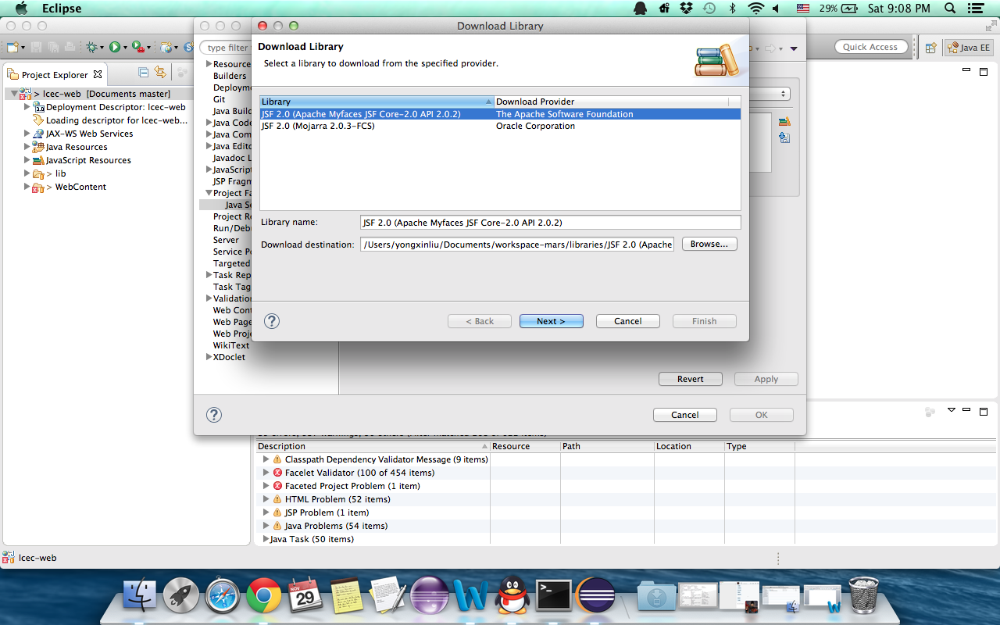 Eclipse
29%
Sat 9:08 PM
Download Library
type filter
Quick Access
Java EE
Project Explorer
> lcec-web [Documents master]
Deployment Descriptor: lcec-web
Loading descriptor for lcec-web...
JAX-WS Web Services
Java Resources
JavaScript Resources
> lib
> WebContent
Resource
Builders
Deployme
Git
Java Buil
Java Code
Java Com
Java Edito
Javadoc L
JavaScript
JSP Fragm
Project Fa
Java Se
Project Re
Run/Debu
Server
Service Po
Targeted
Task Rep
Task Tag
Validation
Web Cont
Web Page
Web Proje
WikiText
XDoclet
Download Library
Select a library to download from the specified provider.
Library
Download Provider
JSF 2.0 (Apache Myfaces JSF Core-2.0 API 2.0.2)
The Apache Software Foundation
JSF 2.0 (Mojarra 2.0.3-FCS)
Oracle Corporation
Library name:
JSF 2.0 (Apache Myfaces JSF Core-2.0 API 2.0.2)
Download destination:
/Users/yongxinliu/Documents/workspace-mars/libraries/JSF 2.0 (Apache
Browse...
?
< Back
Next >
Cancel
Finish
Revert
Apply
?
Cancel
OK
Description
Resource
Path
Location
Type
Classpath Dependency Validator Message (9 items)
Facelet Validator (100 of 454 items)
Faceted Project Problem (1 item)
HTML Problem (52 items)
JSP Problem (1 item)
Java Problems (54 items)
Java Task (50 items)
lcec-web
NOV
29